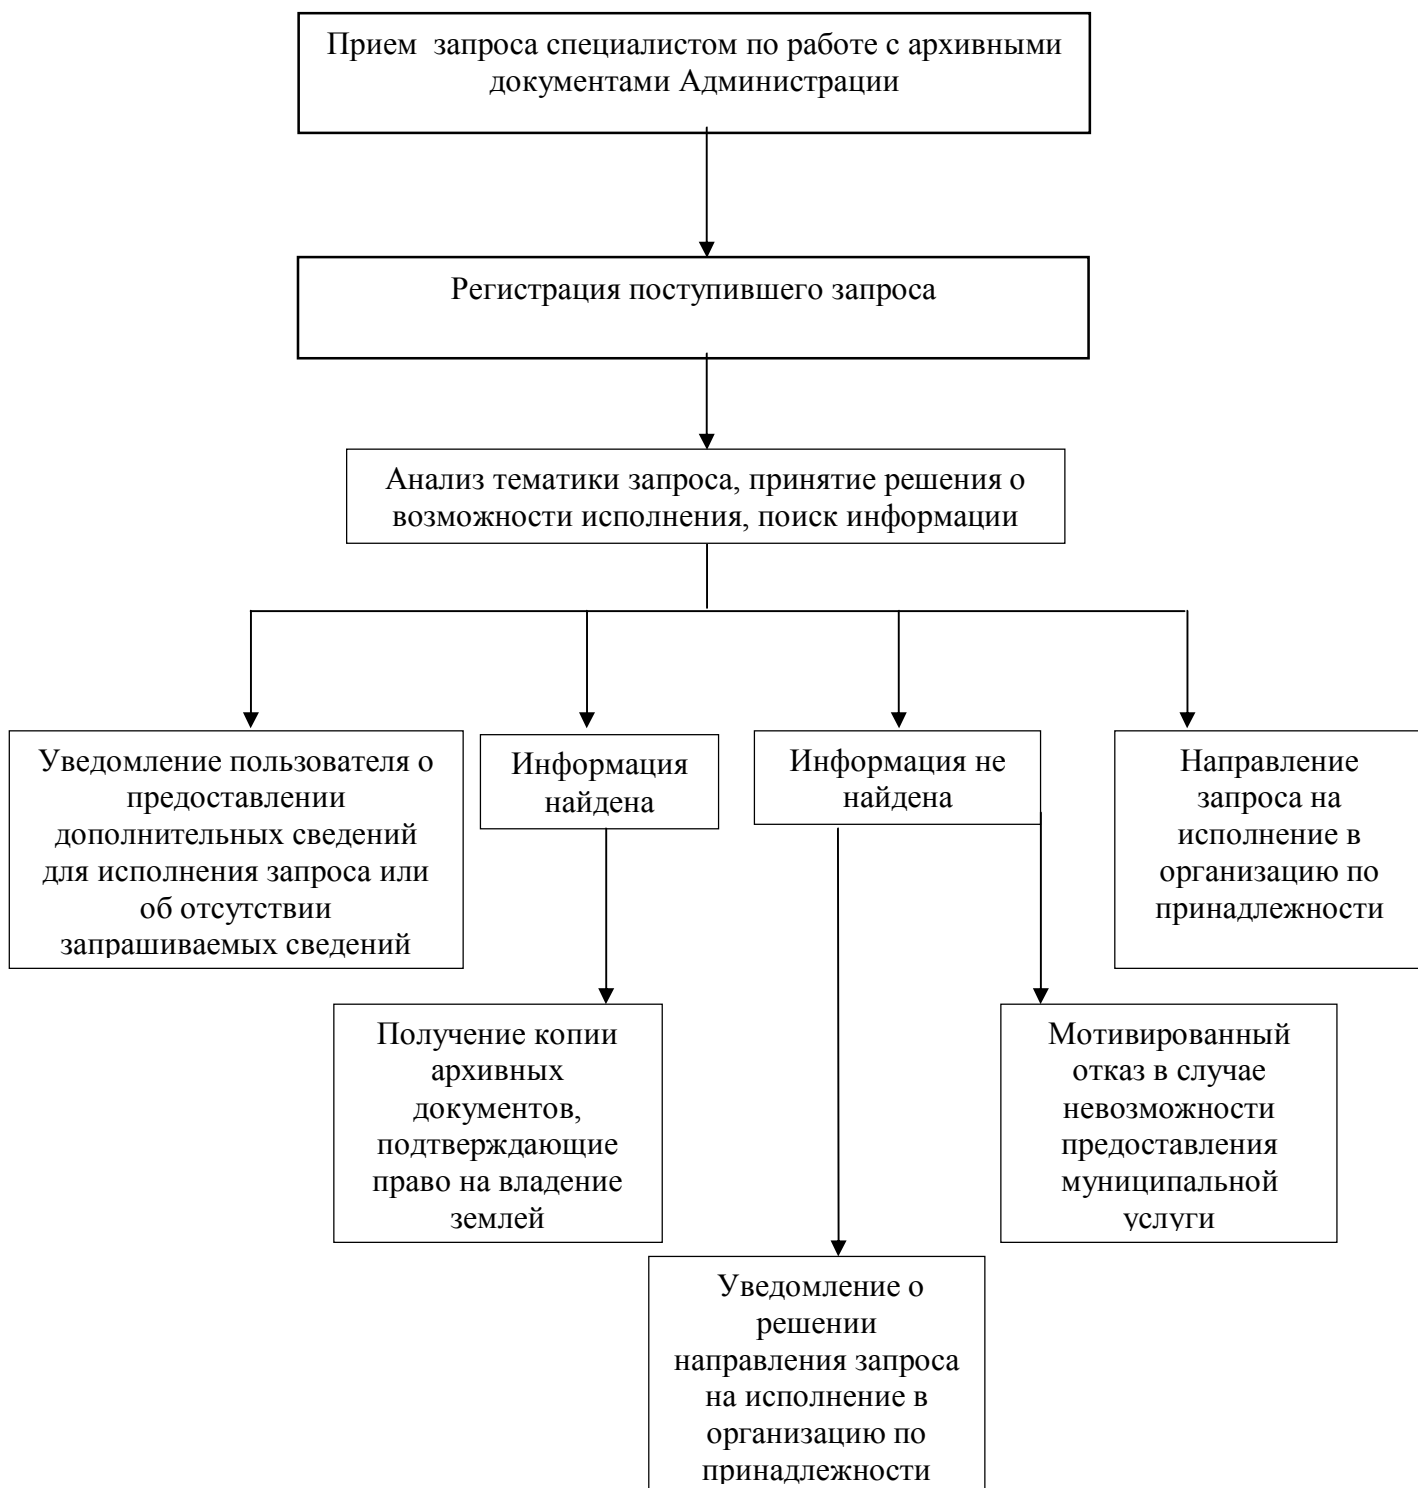 Прием запроса специалистом по работе с архивными
документами Администрации
Регистрация поступившего запроса
Анализ тематики запроса, принятие решения о
возможности исполнения, поиск информации
Уведомление пользователя о
предоставлении
дополнительных сведений
для исполнения запроса или
об отсутствии
запрашиваемых сведений
Информация
найдена
Информация не
найдена
Направление
запроса на
исполнение в
организацию по
принадлежности
Получение копии
архивных
документов,
подтверждающие
право на владение
землей
Мотивированный
отказ в случае
невозможности
предоставления
муниципальной
услуги
Уведомление о
решении
направления запроса
на исполнение в
организацию по
принадлежности